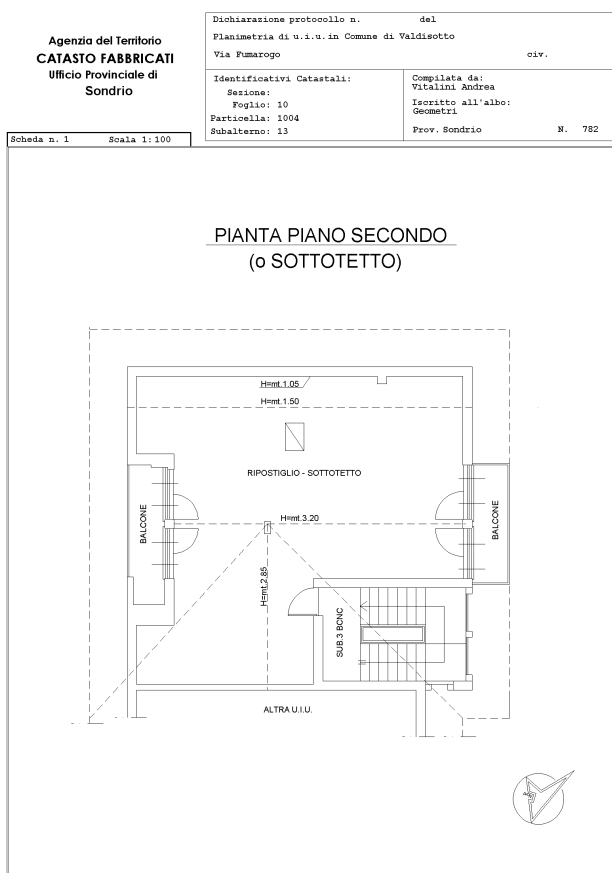 Agenzia del Territorio
CATASTO FABBRICATI
Ufficio Provinciale di
Sondrio
Dichiarazione protocollo n. del
Planimetria di u.i.u. in Comune di Valdisotto
Via Fumarogo civ.
Identificativi Catastali:
Sezione:
Foglio: 10
Particella: 1004
Subalterno: 13
Compilata da:
Vitalini Andrea
Iscritto all'albo:
Geometri
Prov. Sondrio N. 782
Scheda n. 1 Scala 1:100
PIANTA PIANO SECONDO
(o SOTTOTETTO)
H=mt.1.05
H=mt.1.50
RIPOSTIGLIO - SOTTOTETTO
BALCONE
H=mt.3.20
BALCONE
H=mt.2.85
SUB.3 BCNC
ALTRA U.I.U.